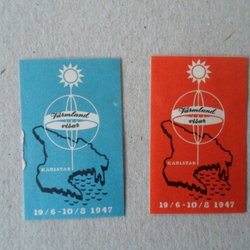 Värmland
visar
KARLSTAD
19/6-10/8 1947
Värmland
visar
KARLSTAD
19/6-10/8 1947